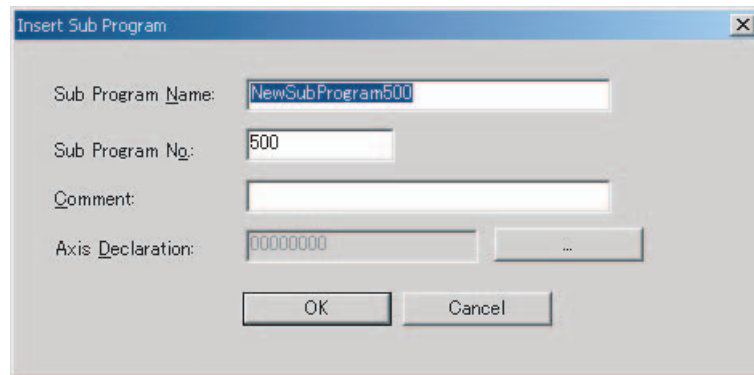 Insert Sub Program
Sub Program Name: NewSubProgram500
Sub Program No.: 500
Comment:
Axis Declaration: 00000000 ...
OK Cancel